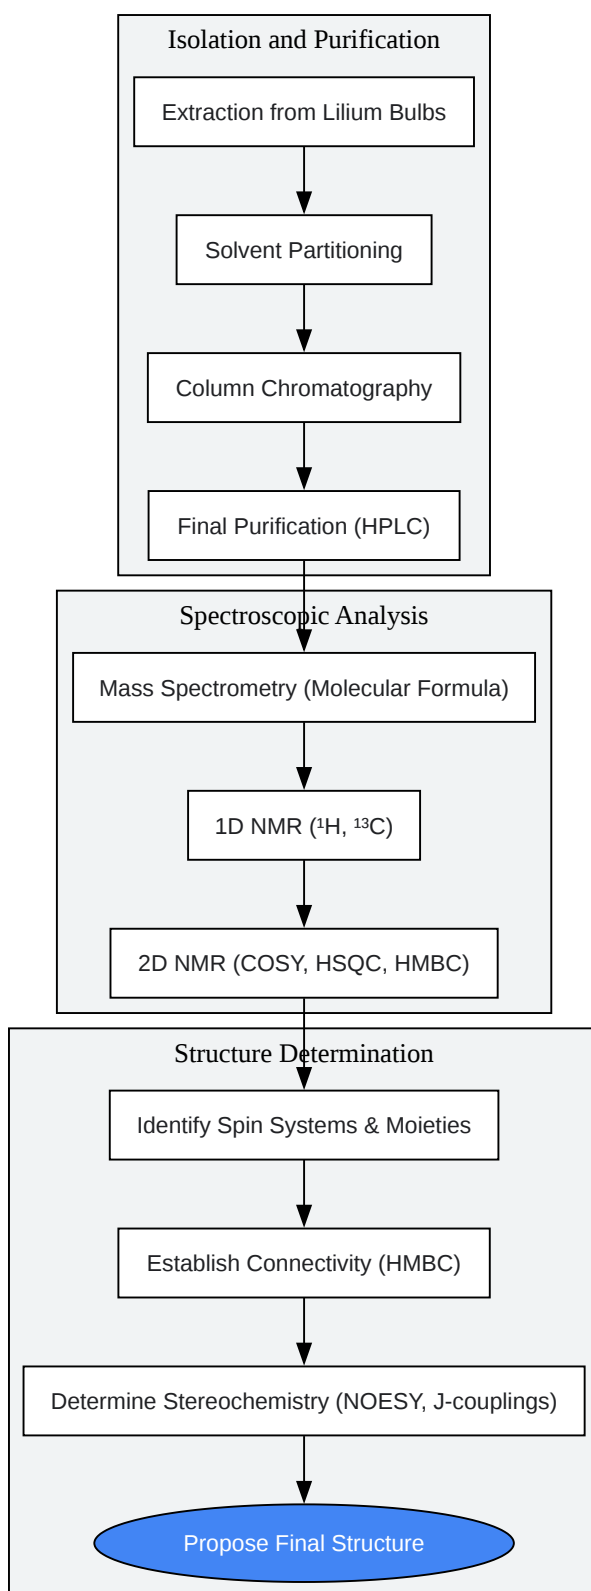 Isolation and Purification
Extraction from Lilium Bulbs
Solvent Partitioning
Column Chromatography
Final Purification (HPLC)
Spectroscopic Analysis
Mass Spectrometry (Molecular Formula)
1D NMR (¹H, ¹³C)
2D NMR (COSY, HSQC, HMBC)
Structure Determination
Identify Spin Systems & Moieties
Establish Connectivity (HMBC)
Determine Stereochemistry (NOESY, J-couplings)
Propose Final Structure